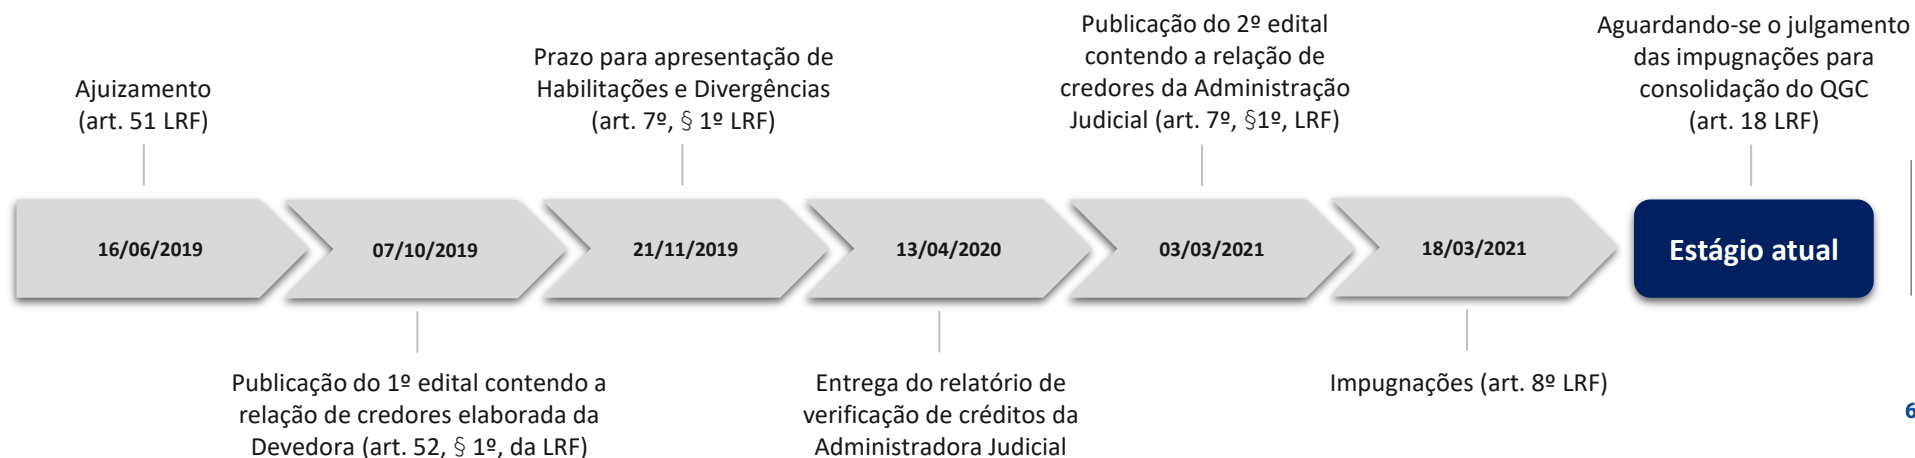 Ajuizamento
(art. 51 LRF)
Prazo para apresentação de
Habilitações e Divergências
(art. 7º, § 1º LRF)
Publicação do 2º edital
contendo a relação de
credores da Administração
Judicial (art. 7º, §1º, LRF)
Aguardando-se o julgamento
das impugnações para
consolidação do QGC
(art. 18 LRF)
16/06/2019
07/10/2019
21/11/2019
13/04/2020
03/03/2021
18/03/2021
Estágio atual
Publicação do 1º edital contendo a
relação de credores elaborada da
Devedora (art. 52, § 1º, da LRF)
Entrega do relatório de
verificação de créditos da
Administradora Judicial
Impugnações (art. 8º LRF)
6